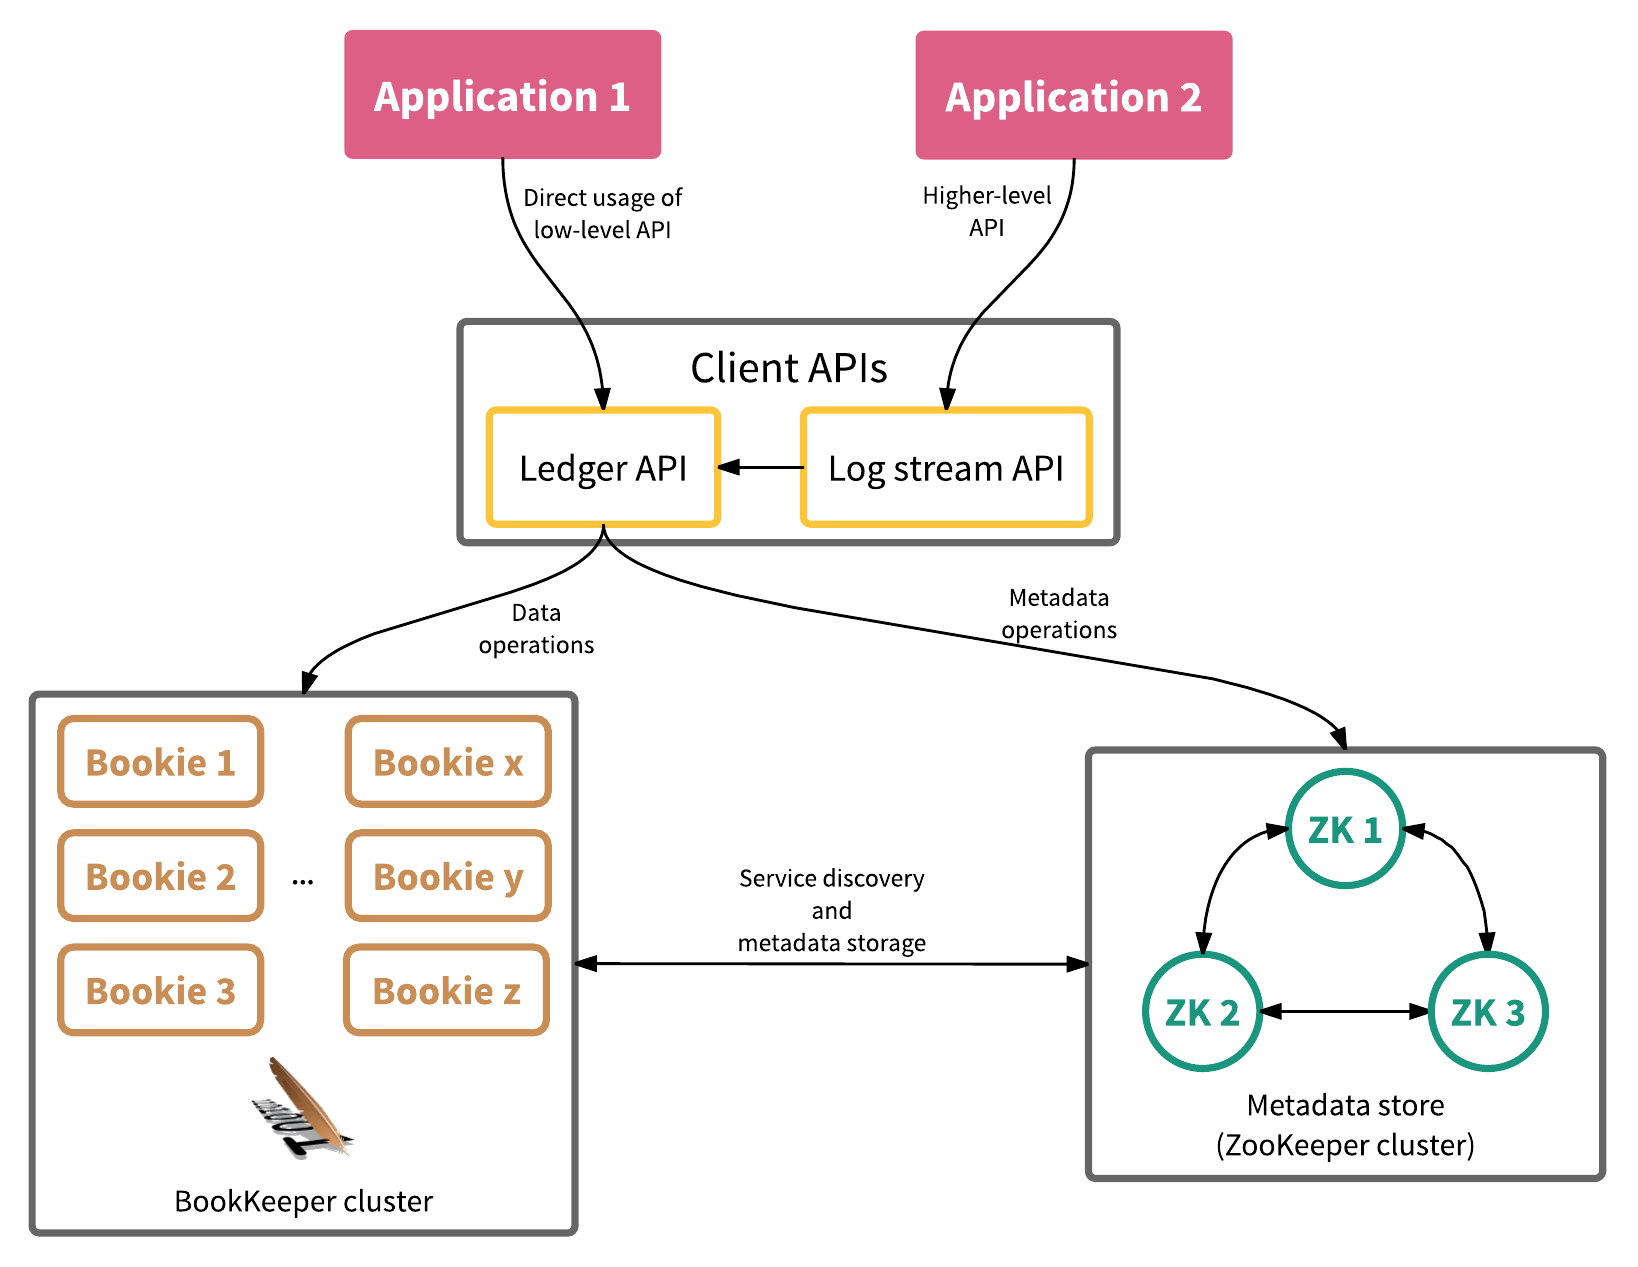 Application 1
Application 2
Direct usage of
low-level API
Higher-level
API
Client APIs
Ledger API
Log stream API
Data
operations
Metadata
operations
Bookie 1
Bookie x
Bookie 2
...
Bookie y
Bookie 3
Bookie z
BookKeeper cluster
Service discovery
and
metadata storage
ZK 1
ZK 2
ZK 3
Metadata store
(ZooKeeper cluster)